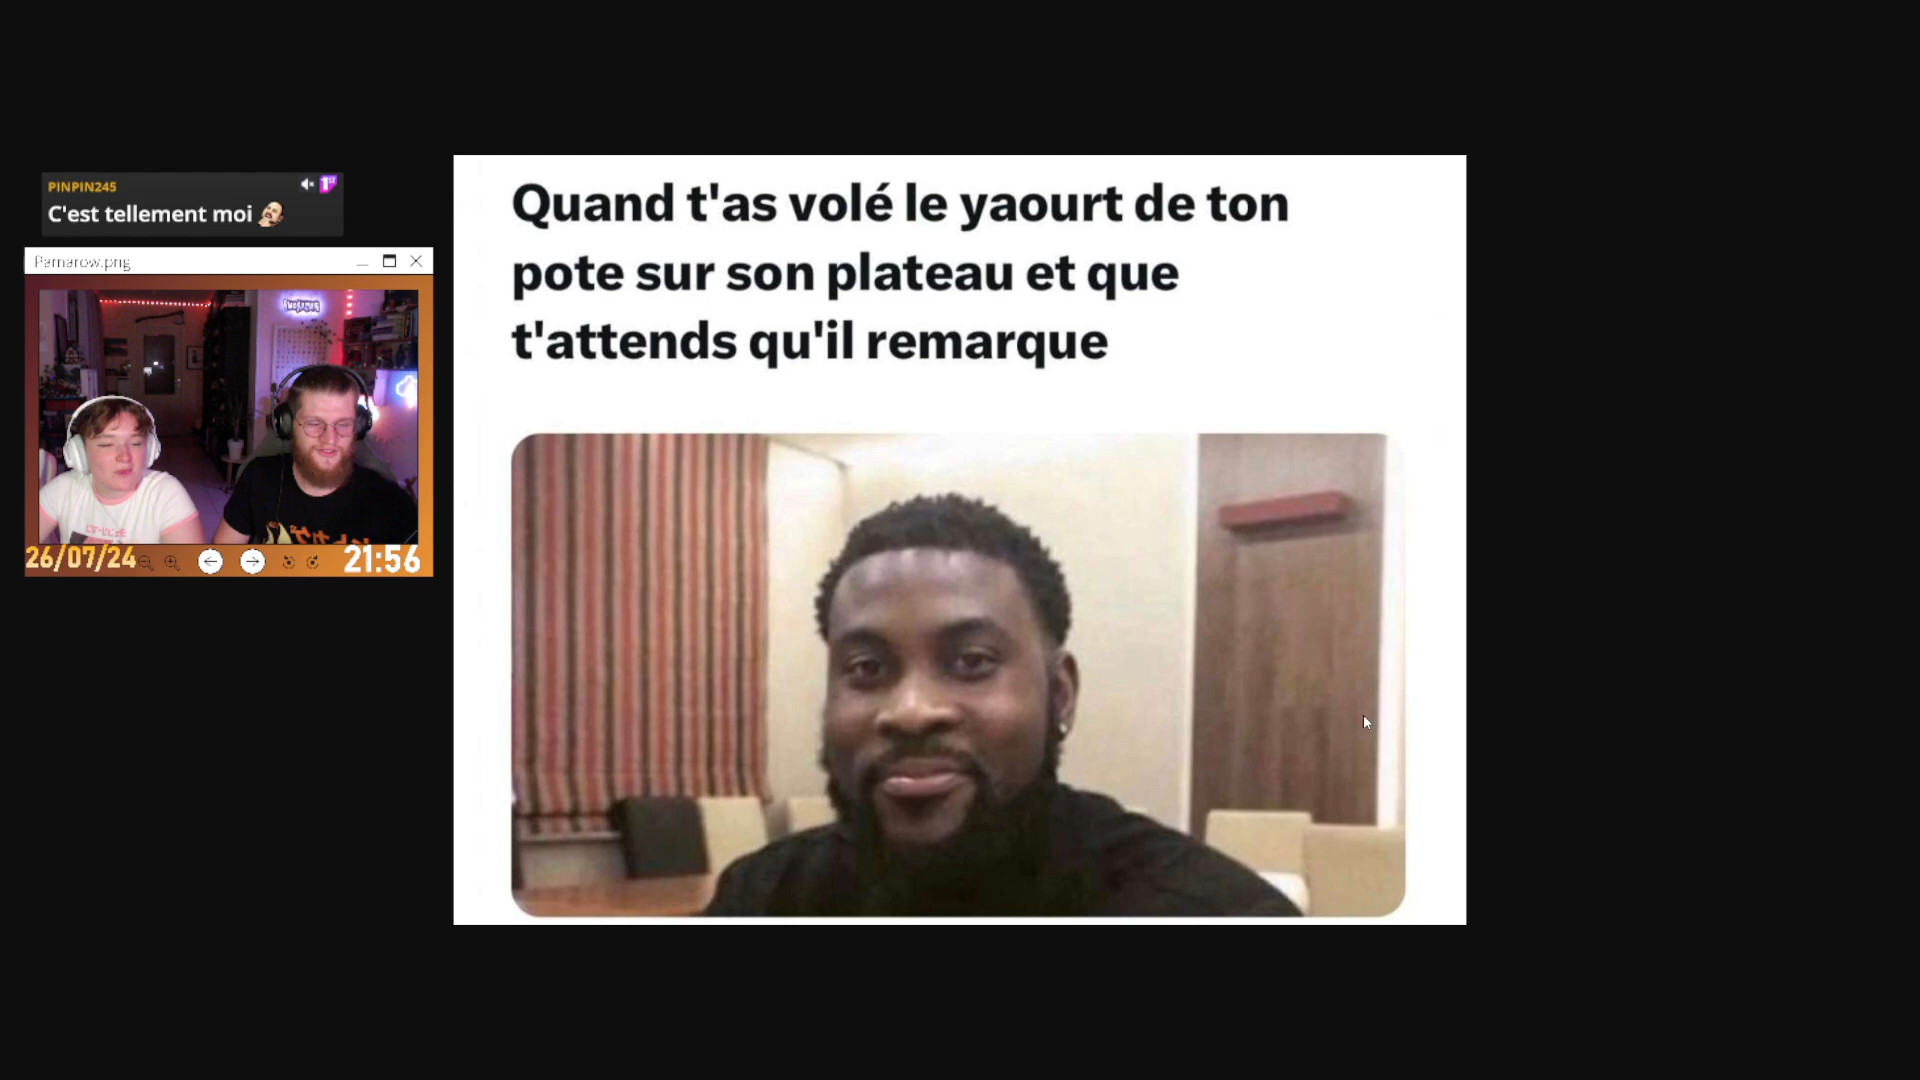 PINPIN245
C'est tellement moi
Pamarow.png
26/07/24
21:56
Quand t'as volé le yaourt de ton
pote sur son plateau et que
t'attends qu'il remarque